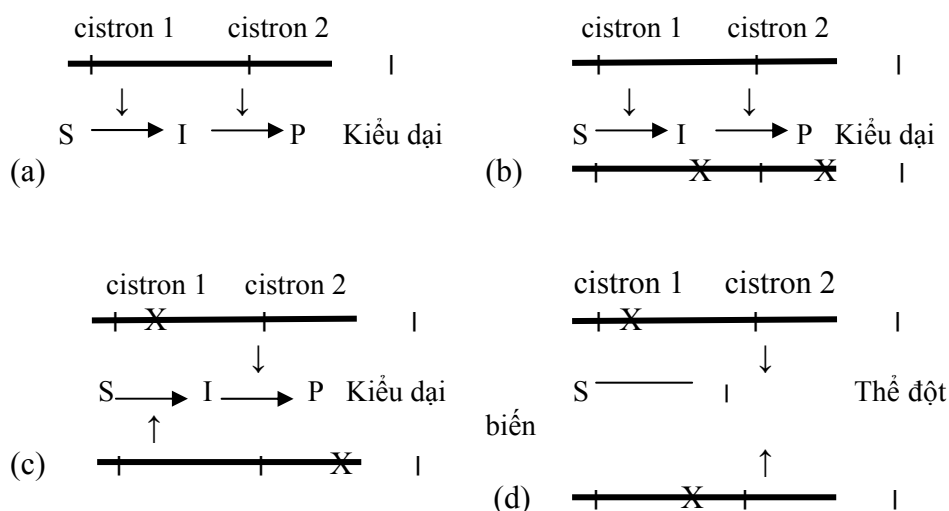 cistron 1 cistron 2
↓ ↓
S → I → P Kiểu dại
(a)
cistron 1 cistron 2
↓ ↓
S → I → P Kiểu dại
(b) X X
cistron 1 cistron 2
X
↓
S → I → P Kiểu dại
↑
(c) X
cistron 1 cistron 2
X
↓
S I Thể đột
biến
↑
(d) X